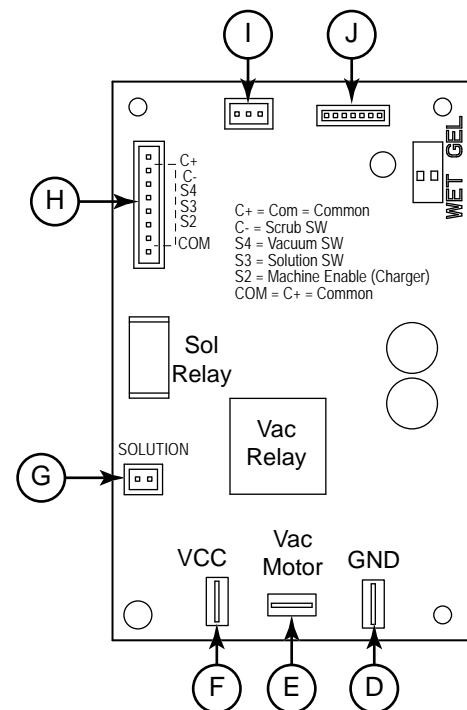 I
J
WET GEL
H
C+
C-
S4
S3
S2
COM
C+ = Com = Common
C- = Scrub SW
S4 = Vacuum SW
S3 = Solution SW
S2 = Machine Enable (Charger)
COM = C+ = Common
Sol
Relay
SOLUTION
G
Vac
Relay
VCC
Vac
Motor
GND
F
E
D